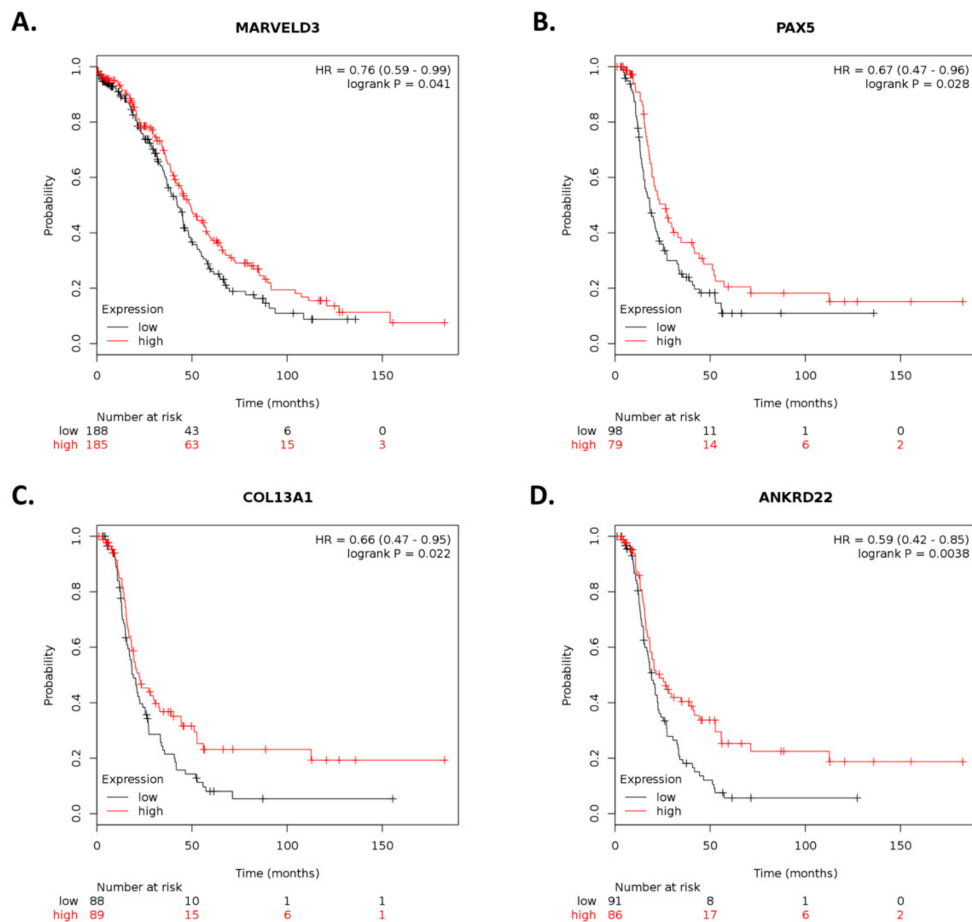 A.
MARVELD3
HR = 0.76 (0.59 - 0.99)
logrank P = 0.041
Probability
1.0
0.8
0.6
0.4
0.2
0.0
Expression
low
high
0 50 100 150
Time (months)
Number at risk
low 188 43 6 0
high 185 63 15 3
B.
PAX5
HR = 0.67 (0.47 - 0.96)
logrank P = 0.028
Probability
1.0
0.8
0.6
0.4
0.2
0.0
Expression
low
high
0 50 100 150
Time (months)
Number at risk
low 98 11 1 0
high 79 14 6 2
C.
COL13A1
HR = 0.66 (0.47 - 0.95)
logrank P = 0.022
Probability
1.0
0.8
0.6
0.4
0.2
0.0
Expression
low
high
0 50 100 150
Time (months)
Number at risk
low 88 10 1 1
high 89 15 6 1
D.
ANKRD22
HR = 0.59 (0.42 - 0.85)
logrank P = 0.0038
Probability
1.0
0.8
0.6
0.4
0.2
0.0
Expression
low
high
0 50 100 150
Time (months)
Number at risk
low 91 8 1 0
high 86 17 6 2